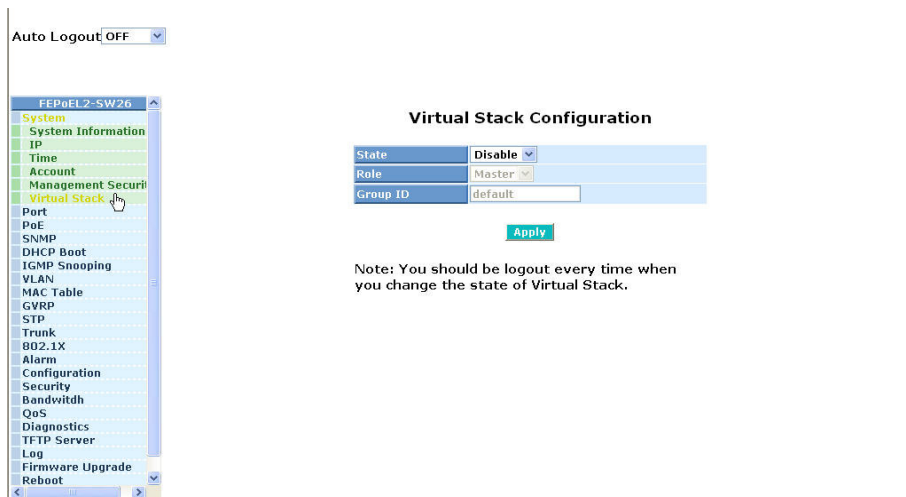 Auto Logout OFF
FEPoEL2-SW26
System
System Information
IP
Time
Account
Management Securit
Virtual Stack
Port
PoE
SNMP
DHCP Boot
IGMP Snooping
VLAN
MAC Table
GVRP
STP
Trunk
802.1X
Alarm
Configuration
Security
Bandwitdh
QoS
Diagnostics
TFTP Server
Log
Firmware Upgrade
Reboot
Virtual Stack Configuration
State Disable
Role Master
Group ID default
Apply
Note: You should be logout every time when
you change the state of Virtual Stack.